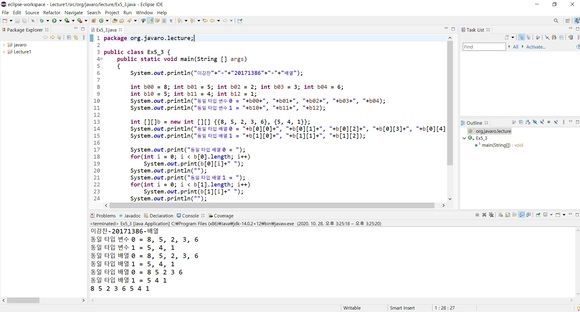 eclipse-workspace - Lecture1/src/org/javaro/lecture/Ex5_3.java - Eclipse IDE
File Edit Source Refactor Navigate Search Project Run Window Help
Package Explorer
javaro
Lecture1
Ex5_3.java
1 package org.javaro.lecture;
2
3 public class Ex5_3 {
4 public static void main(String [] args)
5 {
6 System.out.println("이강찬"+"-"+"20171386"+"-"+"배열");
7
8 int b00 = 8; int b01 = 5; int b02 = 2; int b03 = 3; int b04 = 6;
9 int b10 = 5; int b11 = 4; int b12 = 1;
10 System.out.println("동일 타입 변수 0 = "+b00+", "+b01+", "+b02+", "+b03+", "+b04);
11 System.out.println("동일 타입 변수 1 = "+b10+", "+b11+", "+b12);
12
13 int [][]b = new int [][] {{8, 5, 2, 3, 6}, {5, 4, 1}};
14 System.out.println("동일 타입 배열 0 = "+b[0][0]+", "+b[0][1]+", "+b[0][2]+", "+b[0][3]+", "+b[0][4]
15 System.out.println("동일 타입 배열 1 = "+b[1][0]+", "+b[1][1]+", "+b[1][2]);
16
17 System.out.print("동일 타입 배열 0 = ");
18 for(int i = 0; i < b[0].length; i++)
19 System.out.print(b[0][i]+" ");
20 System.out.println("");
21 System.out.print("동일 타입 배열 1 = ");
22 for(int i = 0; i < b[1].length; i++)
23 System.out.print(b[1][i]+" ");
24 System.out.println("");
Task List
Find
All
Activate...
Outline
org.javaro.lecture
Ex5_3
main(String[]) : void
Problems Javadoc Declaration Console Coverage
<terminated> Ex5_3 [Java Application] C:₩Program Files (x86)₩Java₩jdk-14.0.2+12₩bin₩javaw.exe (2020. 10. 28. 오후 3:25:18 – 3:25:20)
이강찬-20171386-배열
동일 타입 변수 0 = 8, 5, 2, 3, 6
동일 타입 변수 1 = 5, 4, 1
동일 타입 배열 0 = 8, 5, 2, 3, 6
동일 타입 배열 1 = 5, 4, 1
동일 타입 배열 0 = 8 5 2 3 6
동일 타입 배열 1 = 5 4 1
8 5 2 3 6 5 4 1
Writable
Smart Insert
1 : 28 : 27